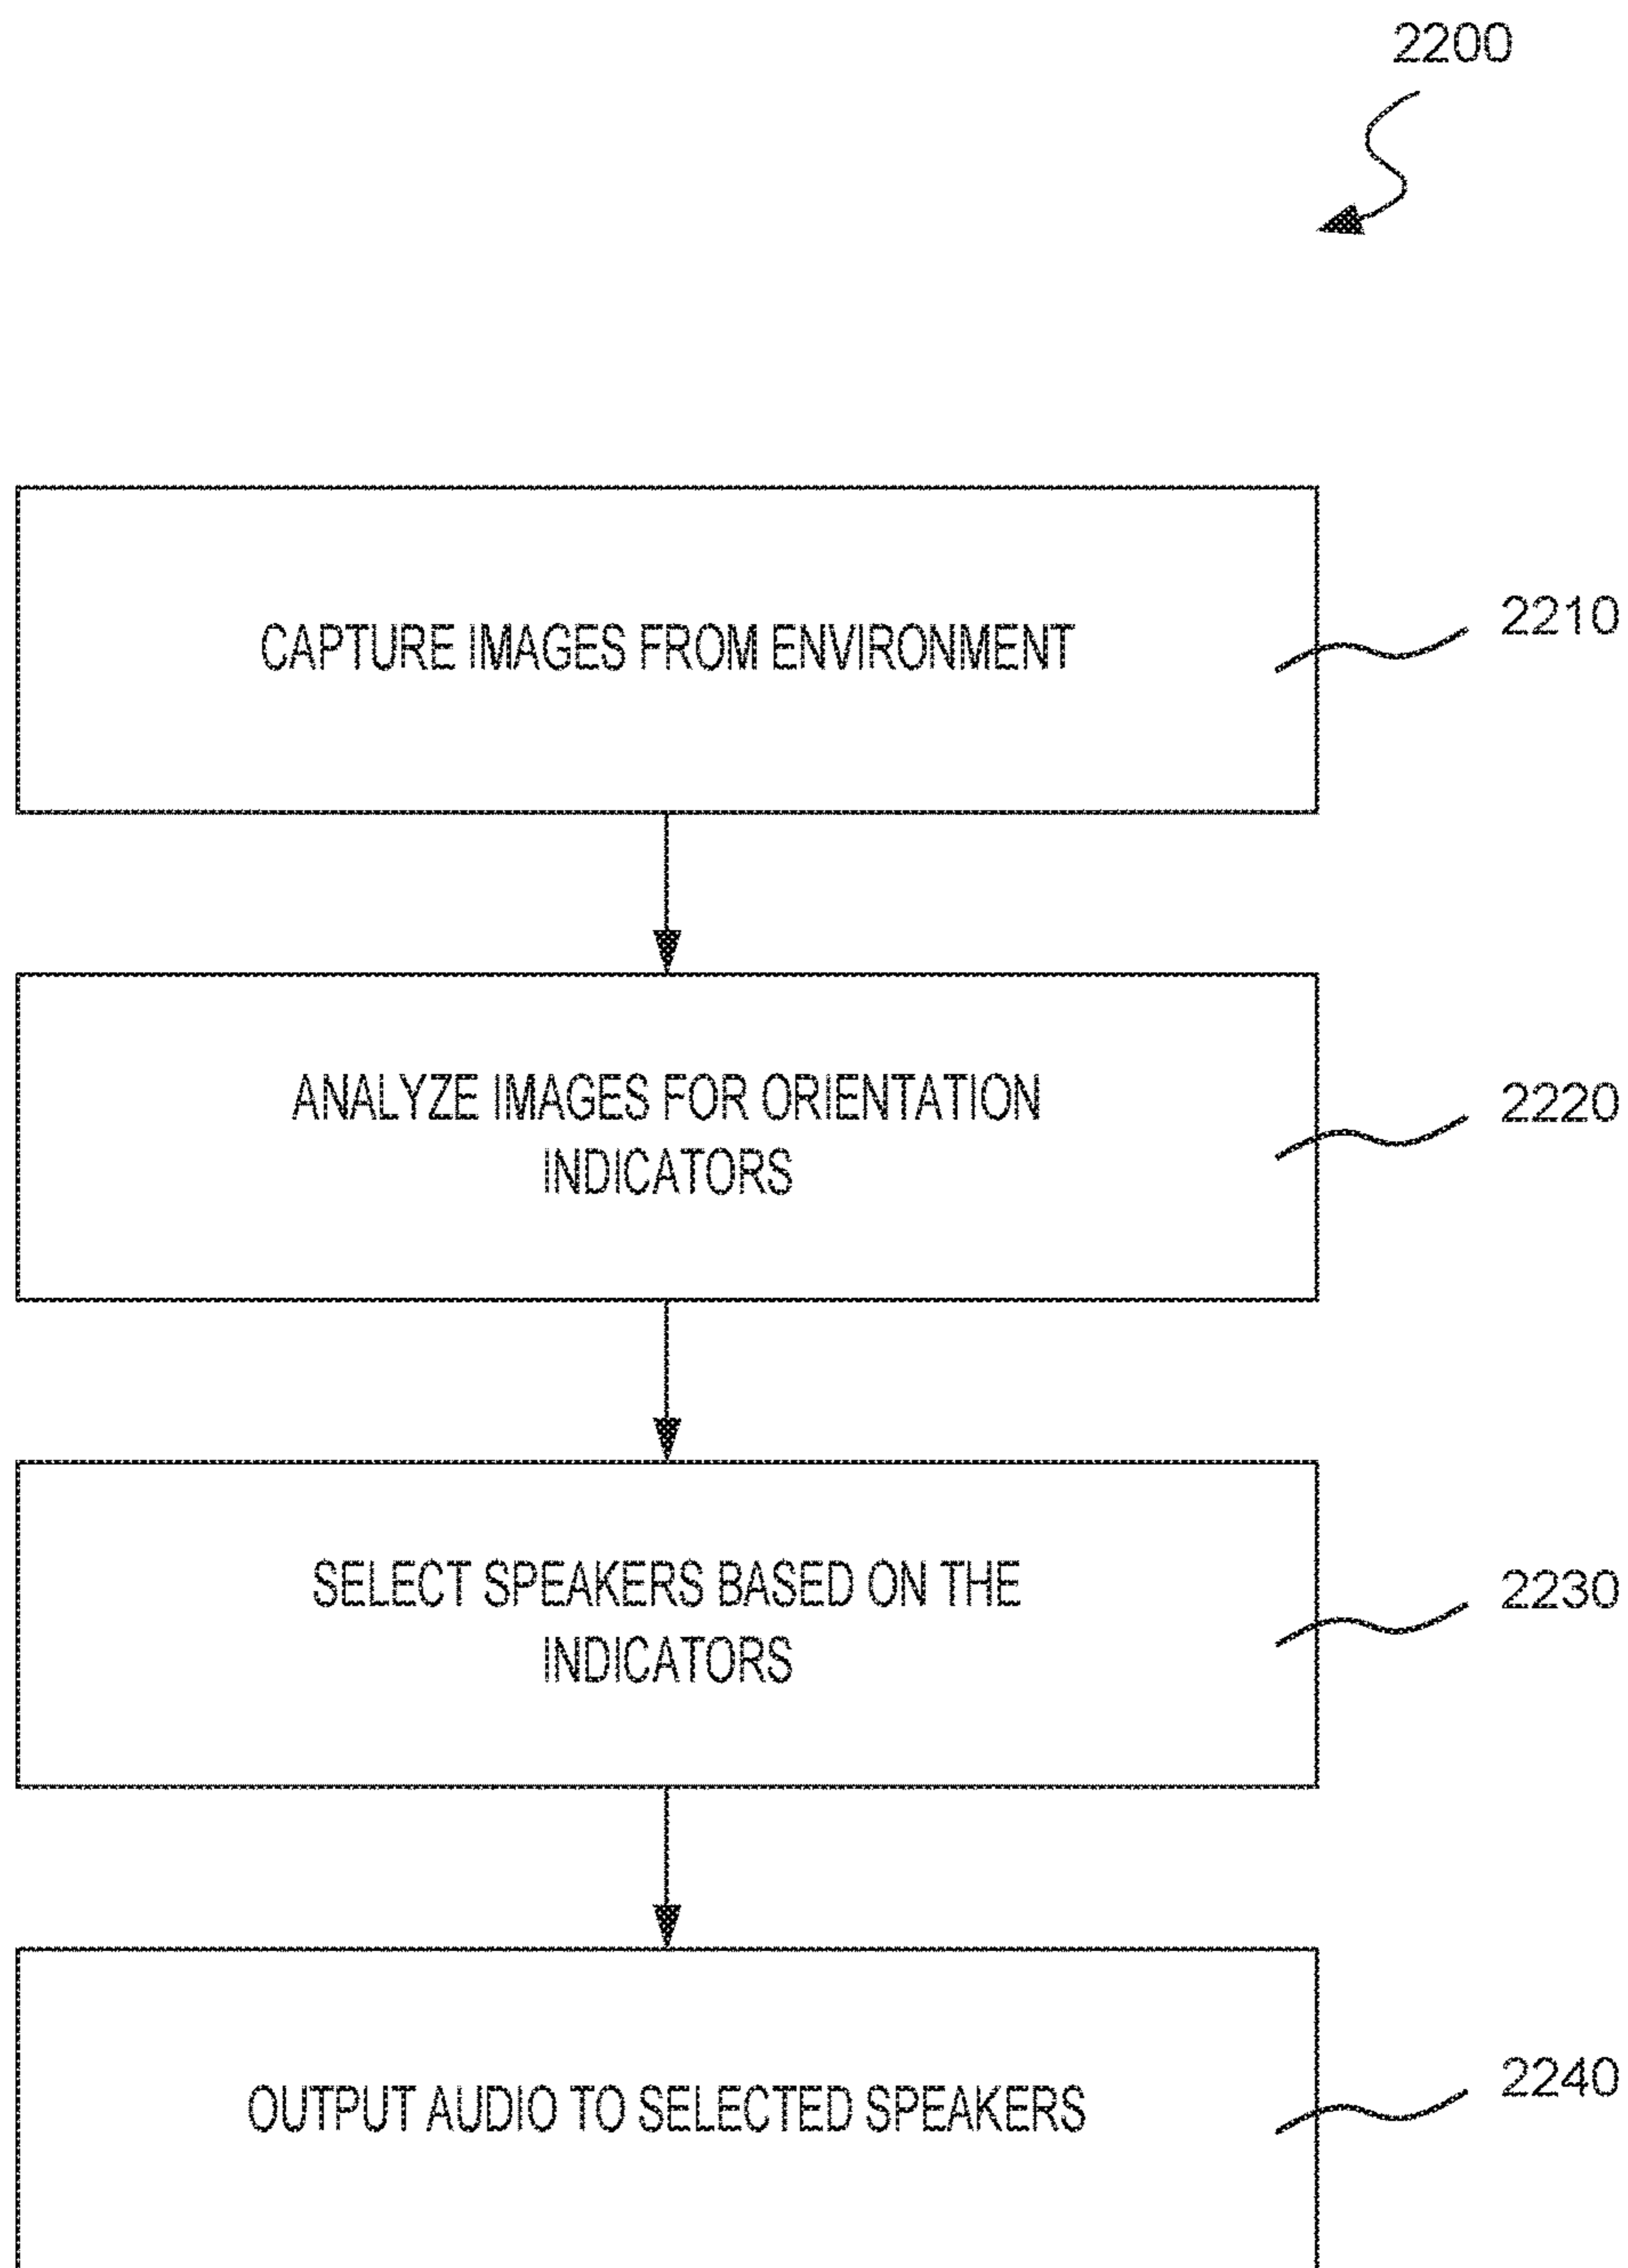 2200
CAPTURE IMAGES FROM ENVIRONMENT
2210
ANALYZE IMAGES FOR ORIENTATION
INDICATORS
2220
SELECT SPEAKERS BASED ON THE
INDICATORS
2230
OUTPUT AUDIO TO SELECTED SPEAKERS
2240